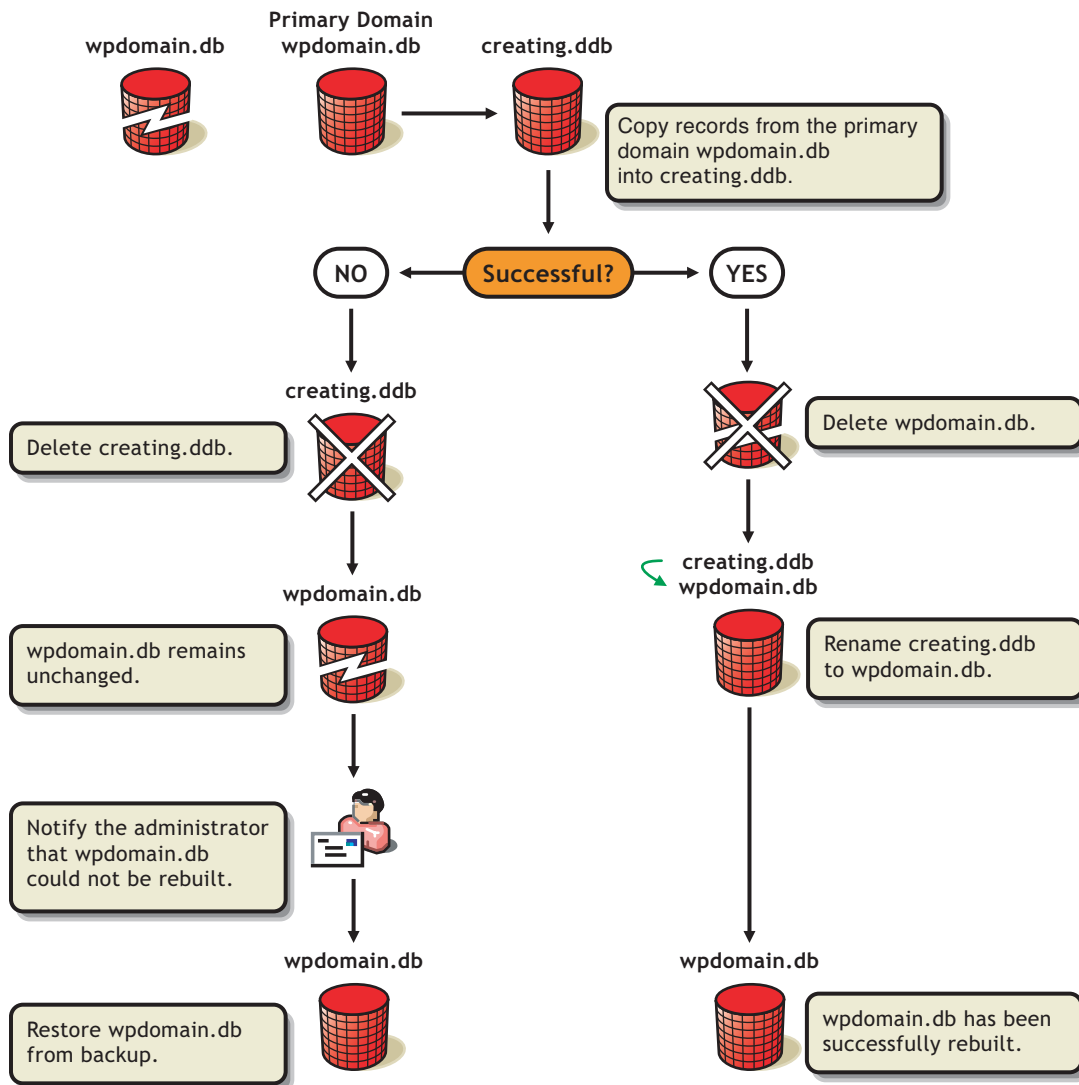 Primary Domain
wpdomain.db
wpdomain.db
creating.ddb
Copy records from the primary
domain wpdomain.db
into creating.ddb.
NO
Successful?
YES
creating.ddb
Delete creating.ddb.
Delete wpdomain.db.
wpdomain.db
wpdomain.db remains
unchanged.
creating.ddb
wpdomain.db
Rename creating.ddb
to wpdomain.db.
Notify the administrator
that wpdomain.db
could not be rebuilt.
wpdomain.db
Restore wpdomain.db
from backup.
wpdomain.db
wpdomain.db has been
successfully rebuilt.